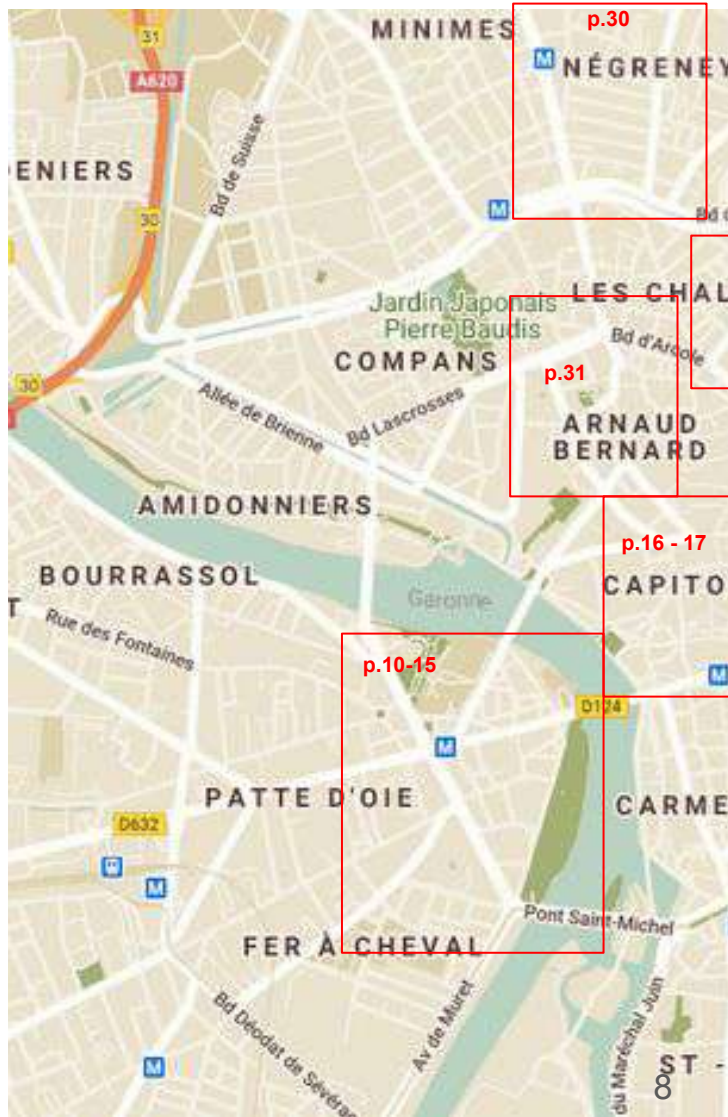 p.30
MINIMES
31
M
NÉGRENEY
A620
ENIERS
Bd de Suisse
30
M
Bd
LES CHAL
Jardin Japonais
Pierre Baudis
Bd d'Arcole
COMPANS
p.31
30
Allée de Brienne
Bd Lascrosses
ARNAUD
BERNARD
AMIDONNIERS
p.16 - 17
BOURRASSOL
CAPITO
Garonne
T
Rue des Fontaines
p.10-15
M
D124
M
PATTE D'OIE
CARME
D632
M
Pont Saint-Michel
FER À CHEVAL
Av de Muret
du Maréchal Juin
Bd Déodat de Sévérac
M
ST -
8